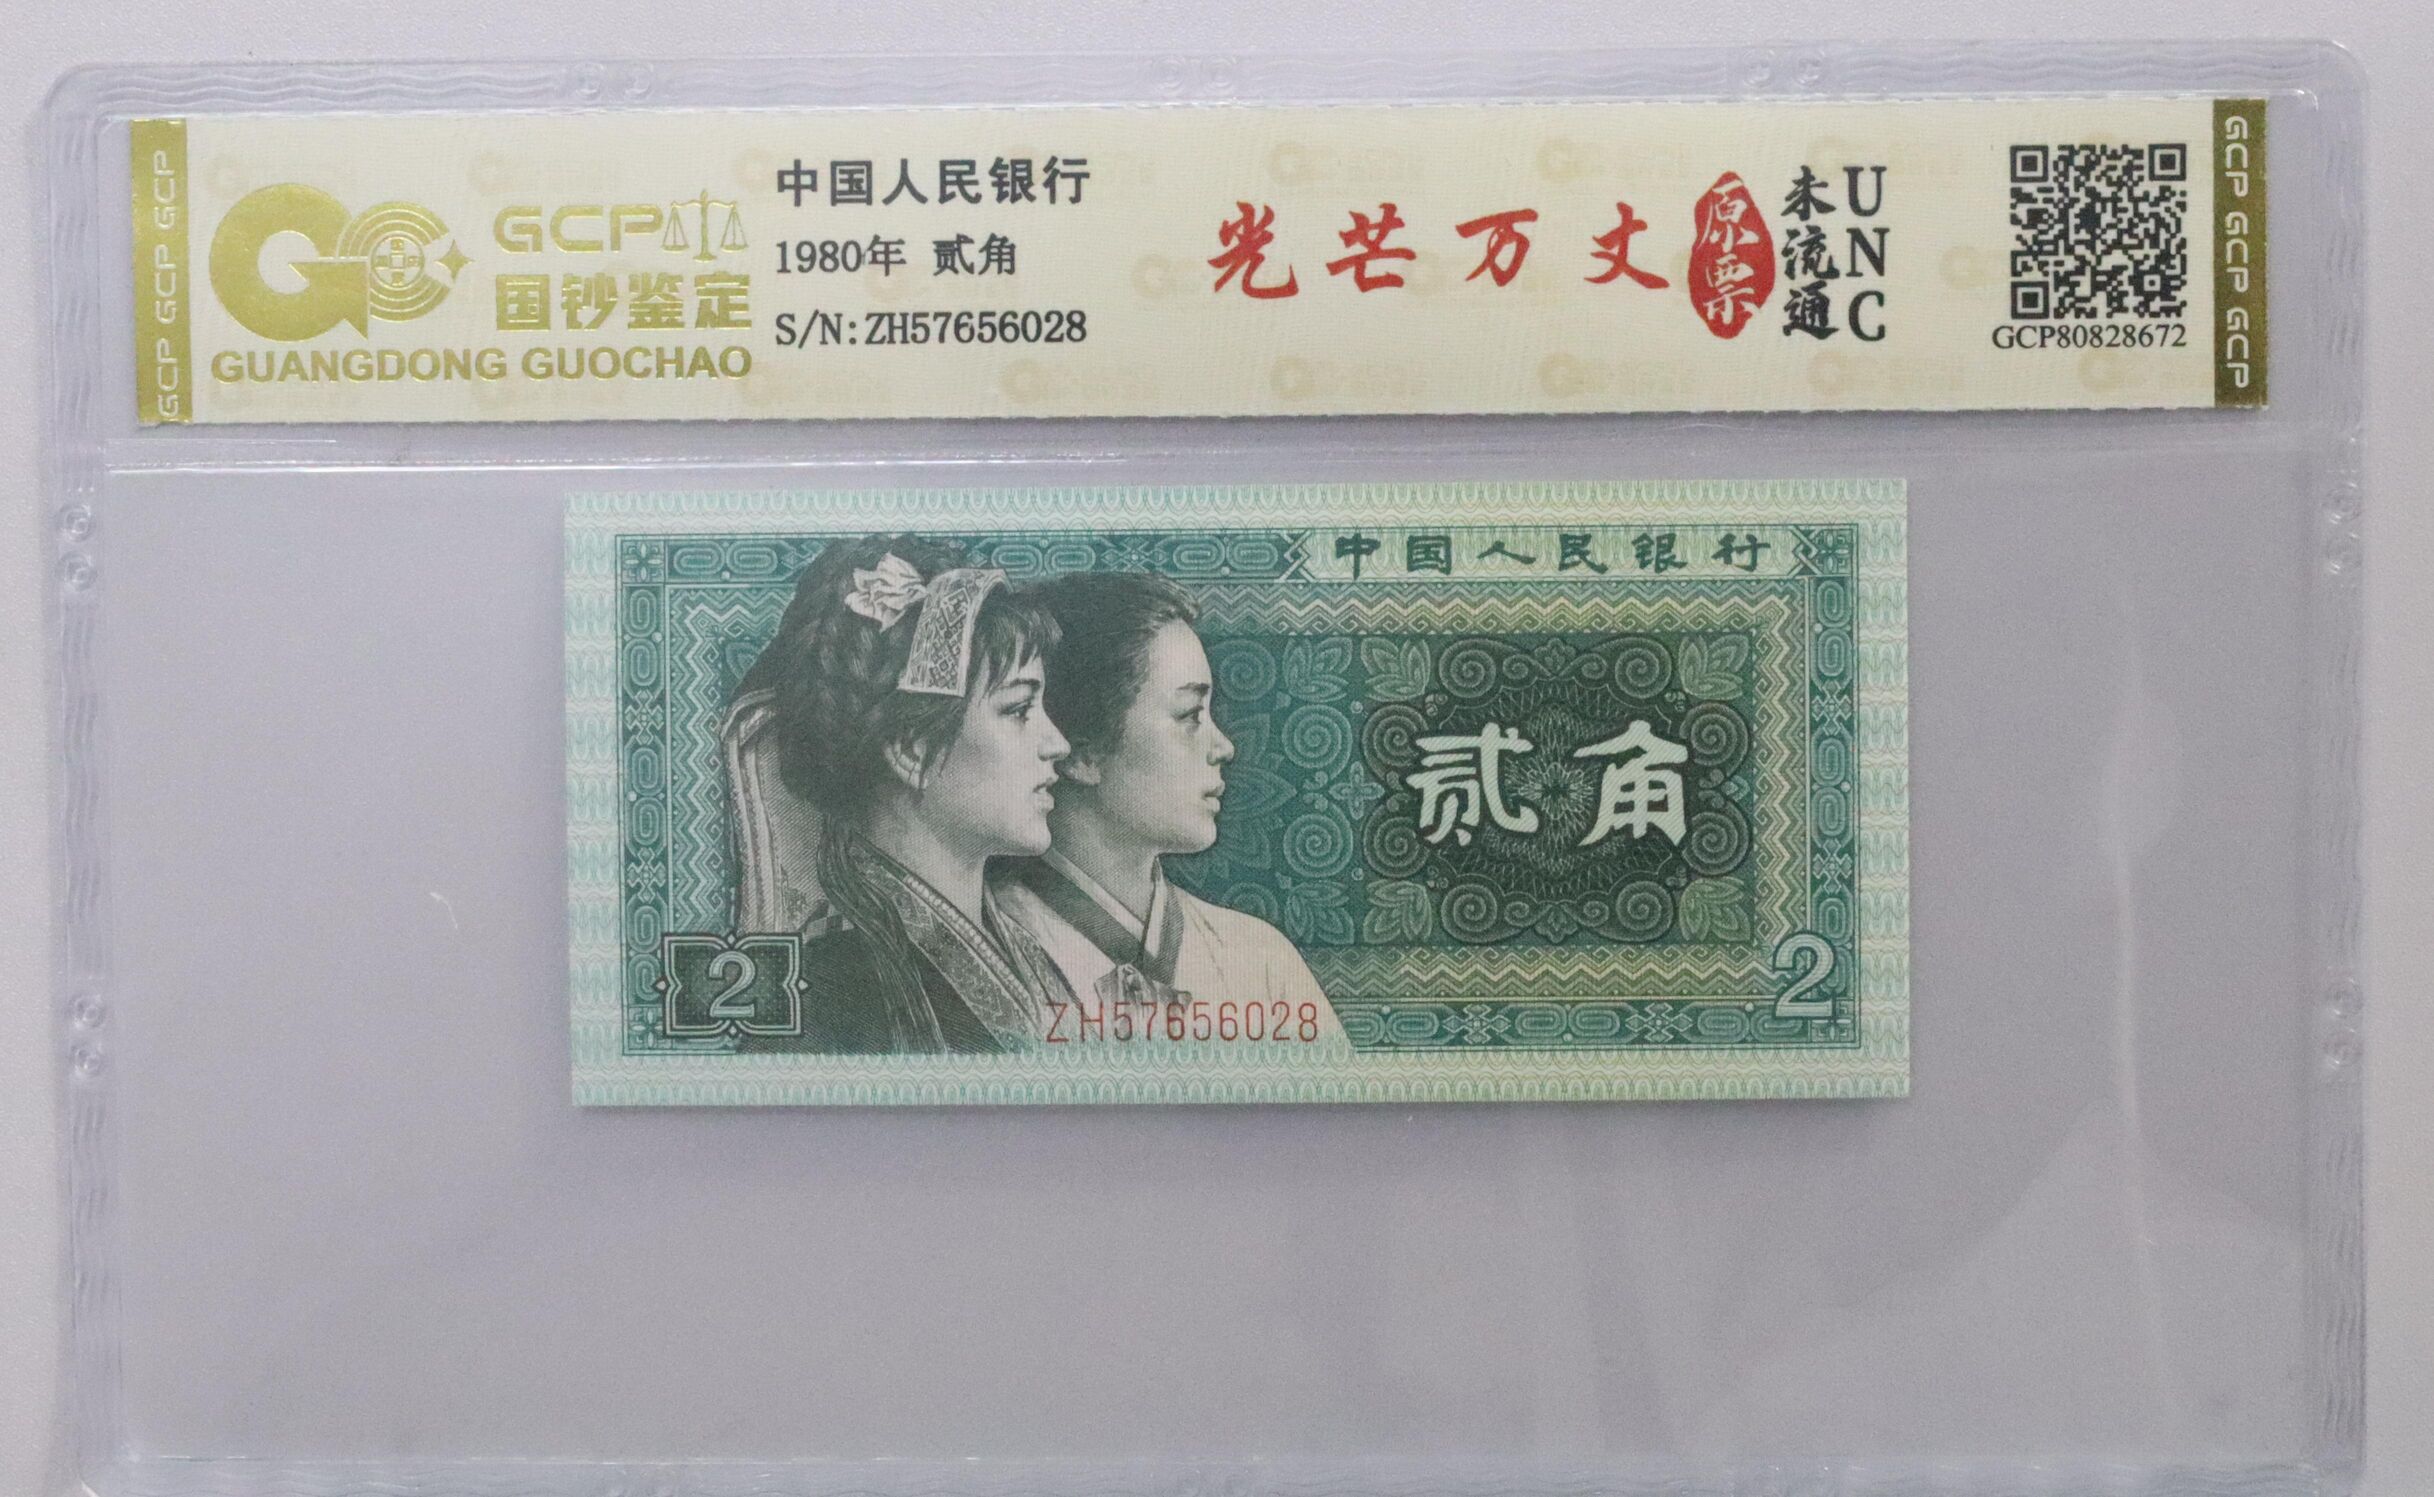 GCP GCP GCP
GCP
国钞鉴定
GUANGDONG GUOCHAO
中国人民银行
1980年 贰角
S/N:ZH57656028
光芒万丈
原票
未流通
UNC
GCP80828672
GCP GCP GCP
中国人民银行
贰角
2
2
ZH57656028